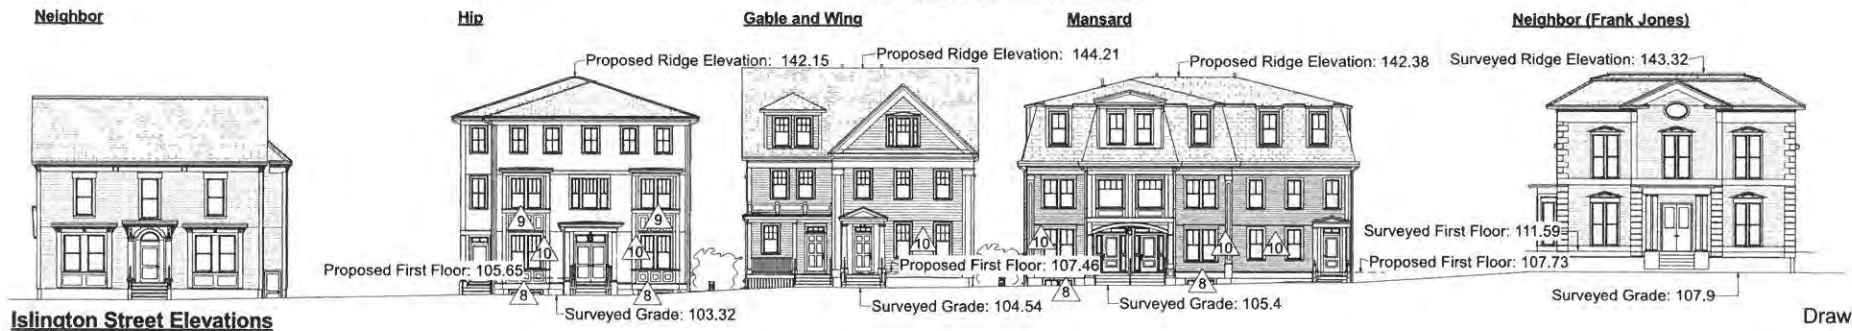 Neighbor
Hip
Gable and Wing
Mansard
Neighbor (Frank Jones)
Proposed Ridge Elevation: 142.15
Proposed Ridge Elevation: 144.21
Proposed Ridge Elevation: 142.38
Surveyed Ridge Elevation: 143.32
9
9
10
10
10
10
10
10
Surveyed First Floor: 111.59
Proposed First Floor: 105.65
Proposed First Floor: 107.46
Proposed First Floor: 107.73
8
8
8
8
Surveyed Grade: 103.32
Surveyed Grade: 104.54
Surveyed Grade: 105.4
Surveyed Grade: 107.9
Islington Street Elevations
Draw